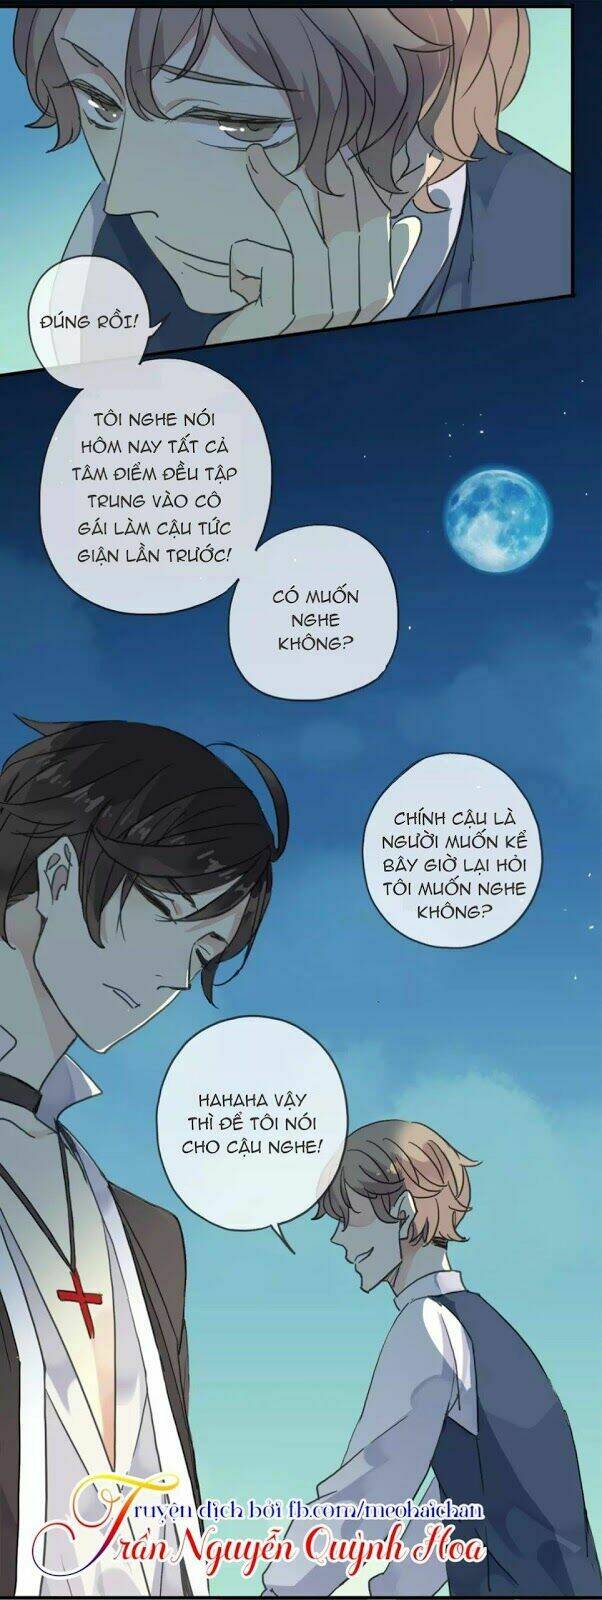 ĐÚNG RỒI!
TÔI NGHE NÓI
HÔM NAY TẤT CẢ
TÂM ĐIỂM ĐỀU TẬP
TRUNG VÀO CÔ
GÁI LÀM CẬU TỨC
GIẬN LẦN TRƯỚC!
CÓ MUỐN
NGHE
KHÔNG?
CHÍNH CẬU LÀ
NGƯỜI MUỐN KỂ
BÂY GIỜ LẠI HỎI
TÔI MUỐN NGHE
KHÔNG?
HAHAHA VẬY
THÌ ĐỂ TÔI NÓI
CHO CẬU NGHE!
Truyện dịch bởi fb.com/meohaichan
Trần Nguyễn Quỳnh Hoa